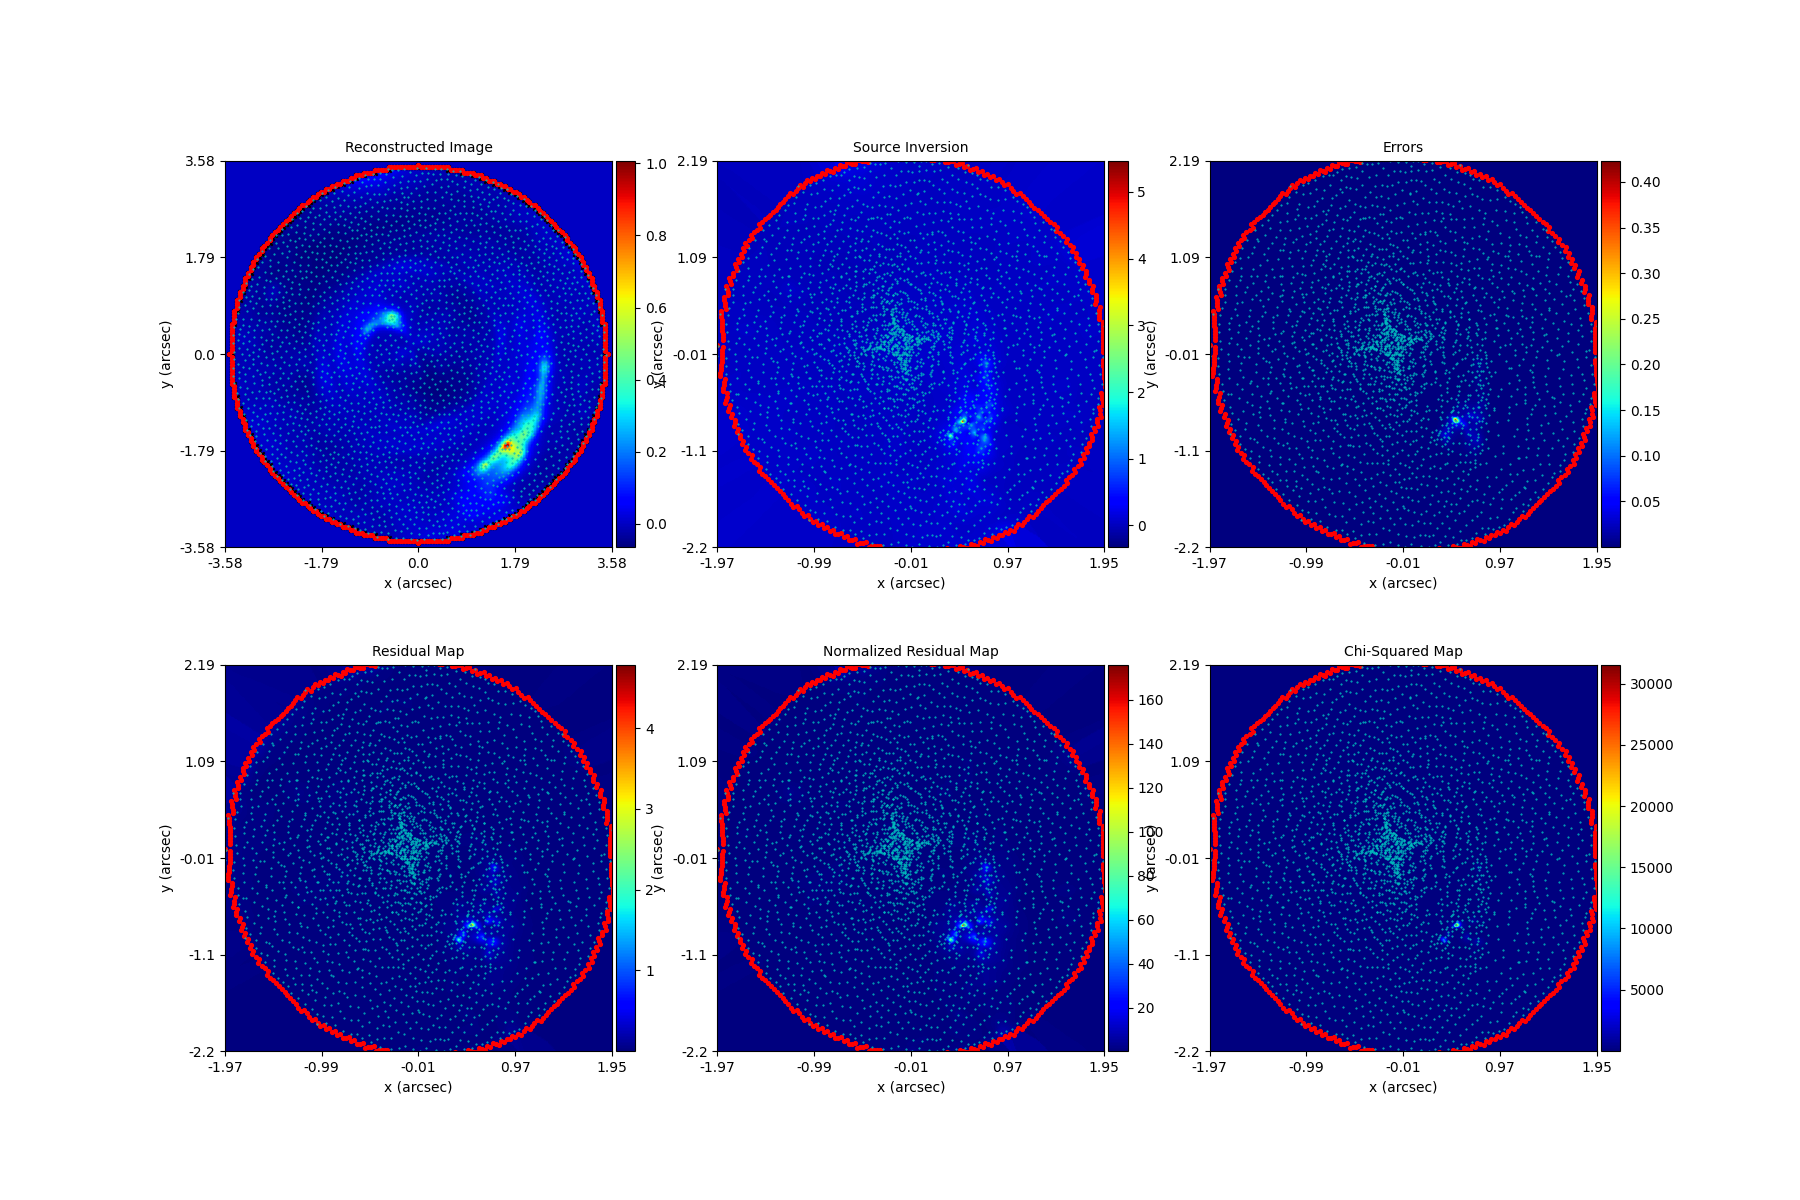 Reconstructed Image
Source Inversion
Errors
3.58
1.79
0.0
-1.79
-3.58
y (arcsec)
-3.58 -1.79 0.0 1.79 3.58
x (arcsec)
1.0
0.8
0.6
0.4
0.2
0.0
2.19
1.09
-0.01
-1.1
-2.2
y (arcsec)
-1.97 -0.99 -0.01 0.97 1.95
x (arcsec)
5
4
3
2
1
0
2.19
1.09
-0.01
-1.1
-2.2
y (arcsec)
-1.97 -0.99 -0.01 0.97 1.95
x (arcsec)
0.40
0.35
0.30
0.25
0.20
0.15
0.10
0.05
Residual Map
Normalized Residual Map
Chi-Squared Map
2.19
1.09
-0.01
-1.1
-2.2
y (arcsec)
-1.97 -0.99 -0.01 0.97 1.95
x (arcsec)
4
3
2
1
2.19
1.09
-0.01
-1.1
-2.2
y (arcsec)
-1.97 -0.99 -0.01 0.97 1.95
x (arcsec)
160
140
120
100
80
60
40
20
2.19
1.09
-0.01
-1.1
-2.2
y (arcsec)
-1.97 -0.99 -0.01 0.97 1.95
x (arcsec)
30000
25000
20000
15000
10000
5000